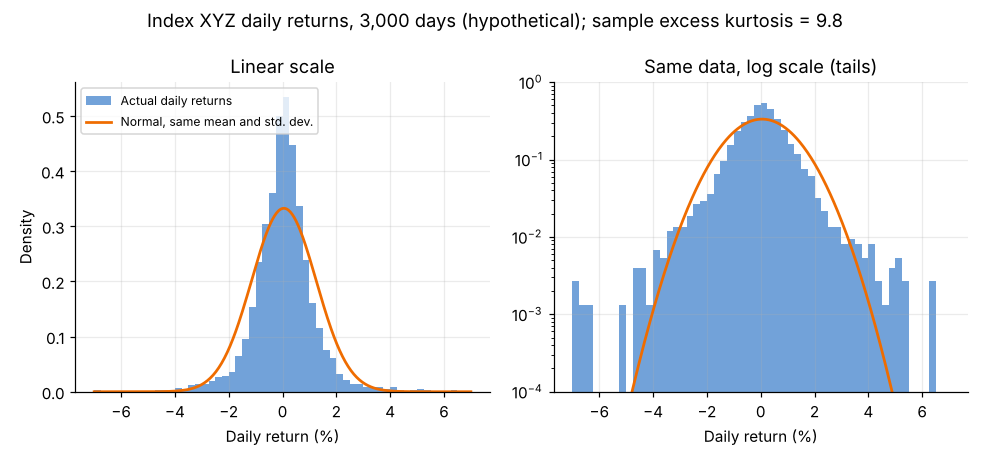 Index XYZ daily returns, 3,000 days (hypothetical); sample excess kurtosis = 9.8
Linear scale
Actual daily returns
Normal, same mean and std. dev.
Density
0.5
0.4
0.3
0.2
0.1
0.0
−6 −4 −2 0 2 4 6
Daily return (%)
Same data, log scale (tails)
10⁰
10⁻¹
10⁻²
10⁻³
10⁻⁴
−6 −4 −2 0 2 4 6
Daily return (%)